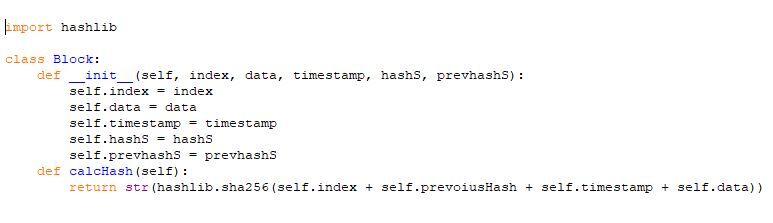 import hashlib
class Block:
def __init__(self, index, data, timestamp, hashS, prevhashS):
self.index = index
self.data = data
self.timestamp = timestamp
self.hashS = hashS
self.prevhashS = prevhashS
def calcHash(self):
return str(hashlib.sha256(self.index + self.prevoiusHash + self.timestamp + self.data))